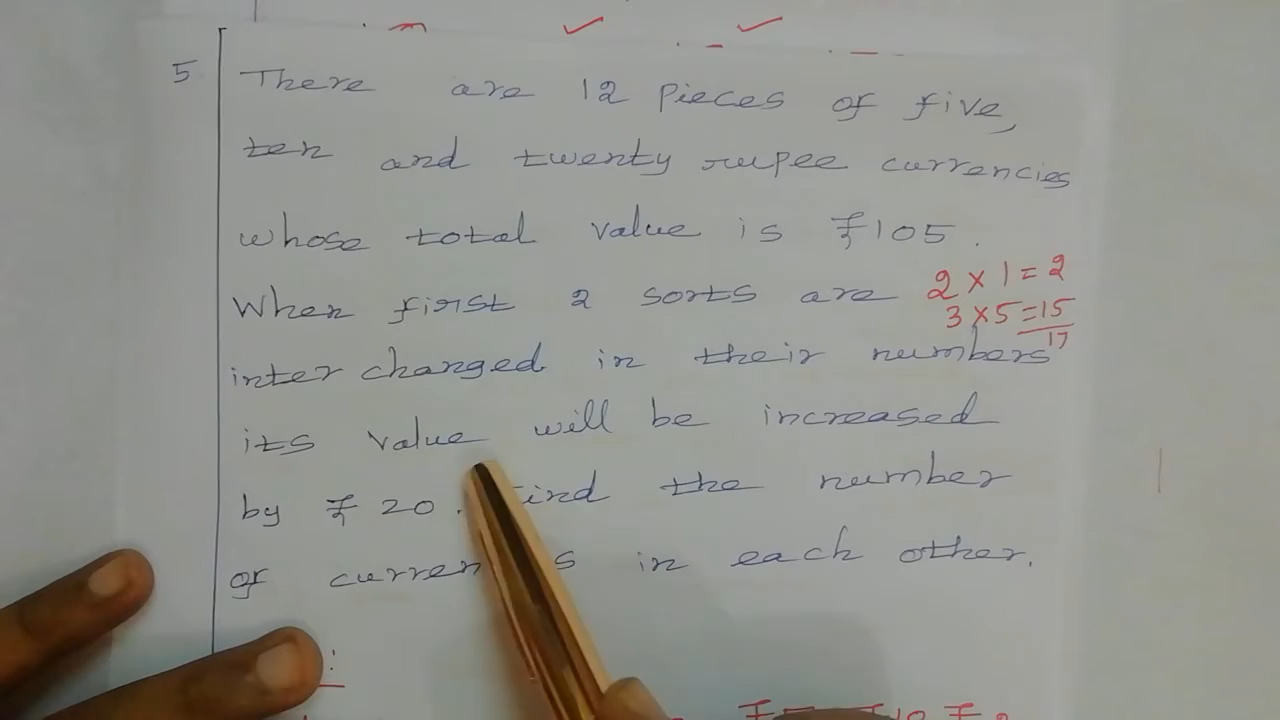 5 There are 12 pieces of five,
ten and twenty rupee currencies
whose total value is ₹105.
When first 2 sorts are 2 × 1 = 2
3 × 5 = 15
17
inter changed in their numbers
its value will be increased
by ₹ 20. Find the number
of in each other.